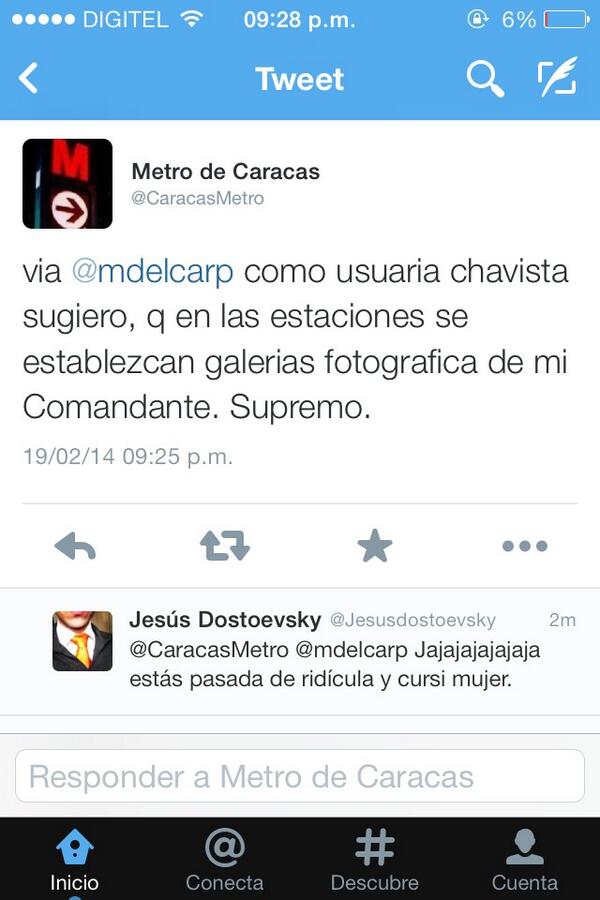 DIGITEL 09:28 p.m. 6%
Tweet
M
Metro de Caracas
@CaracasMetro
via @mdelcarp como usuaria chavista
sugiero, q en las estaciones se
establezcan galerias fotografica de mi
Comandante. Supremo.
19/02/14 09:25 p.m.
Jesús Dostoevsky @Jesusdostoevsky 2m
@CaracasMetro @mdelcarp Jajajajajajaja
estás pasada de ridícula y cursi mujer.
Responder a Metro de Caracas
Inicio Conecta Descubre Cuenta